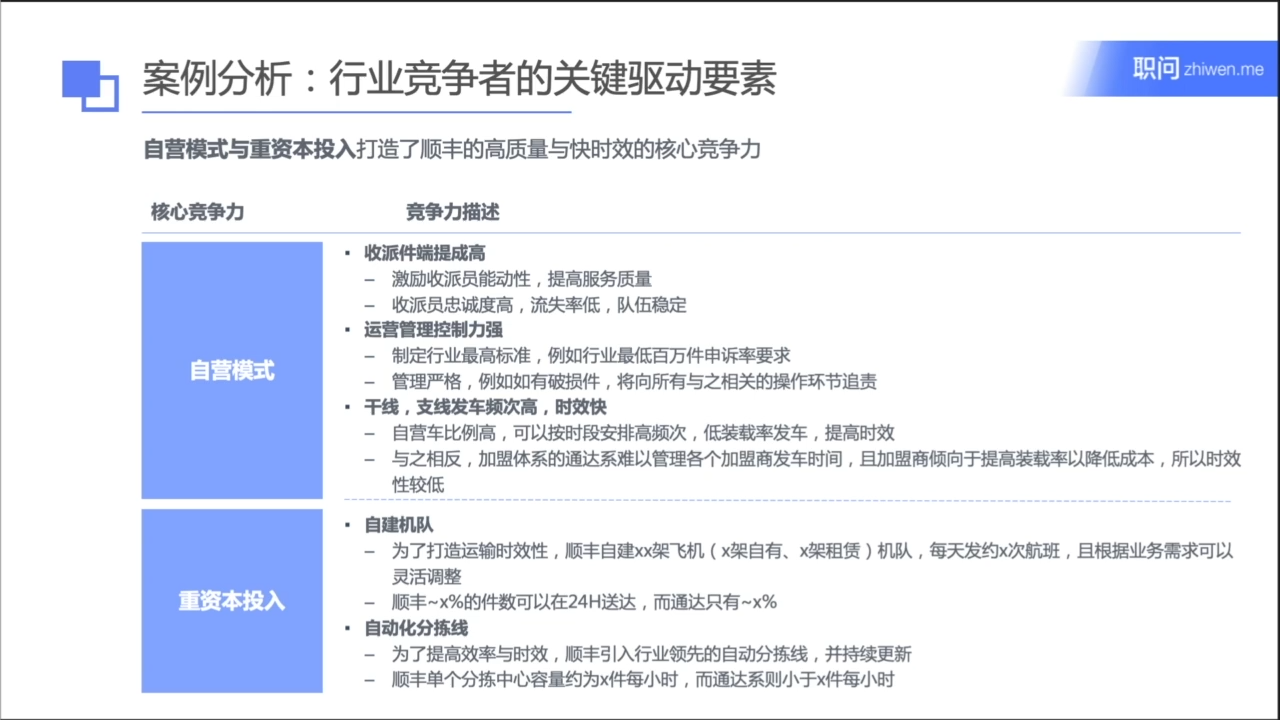 案例分析：行业竞争者的关键驱动要素
职问 zhiwen.me
自营模式与重资本投入打造了顺丰的高质量与快时效的核心竞争力
核心竞争力
竞争力描述
自营模式
▪ 收派件端提成高
– 激励收派员能动性，提高服务质量
– 收派员忠诚度高，流失率低，队伍稳定
▪ 运营管理控制力强
– 制定行业最高标准，例如行业最低百万件申诉率要求
– 管理严格，例如如有破损件，将向所有与之相关的操作环节追责
▪ 干线，支线发车频次高，时效快
– 自营车比例高，可以按时段安排高频次，低装载率发车，提高时效
– 与之相反，加盟体系的通达系难以管理各个加盟商发车时间，且加盟商倾向于提高装载率以降低成本，所以时效
性较低
重资本投入
▪ 自建机队
– 为了打造运输时效性，顺丰自建xx架飞机（x架自有、x架租赁）机队，每天发约x次航班，且根据业务需求可以
灵活调整
– 顺丰~x%的件数可以在24H送达，而通达只有~x%
▪ 自动化分拣线
– 为了提高效率与时效，顺丰引入行业领先的自动分拣线，并持续更新
– 顺丰单个分拣中心容量约为x件每小时，而通达系则小于x件每小时